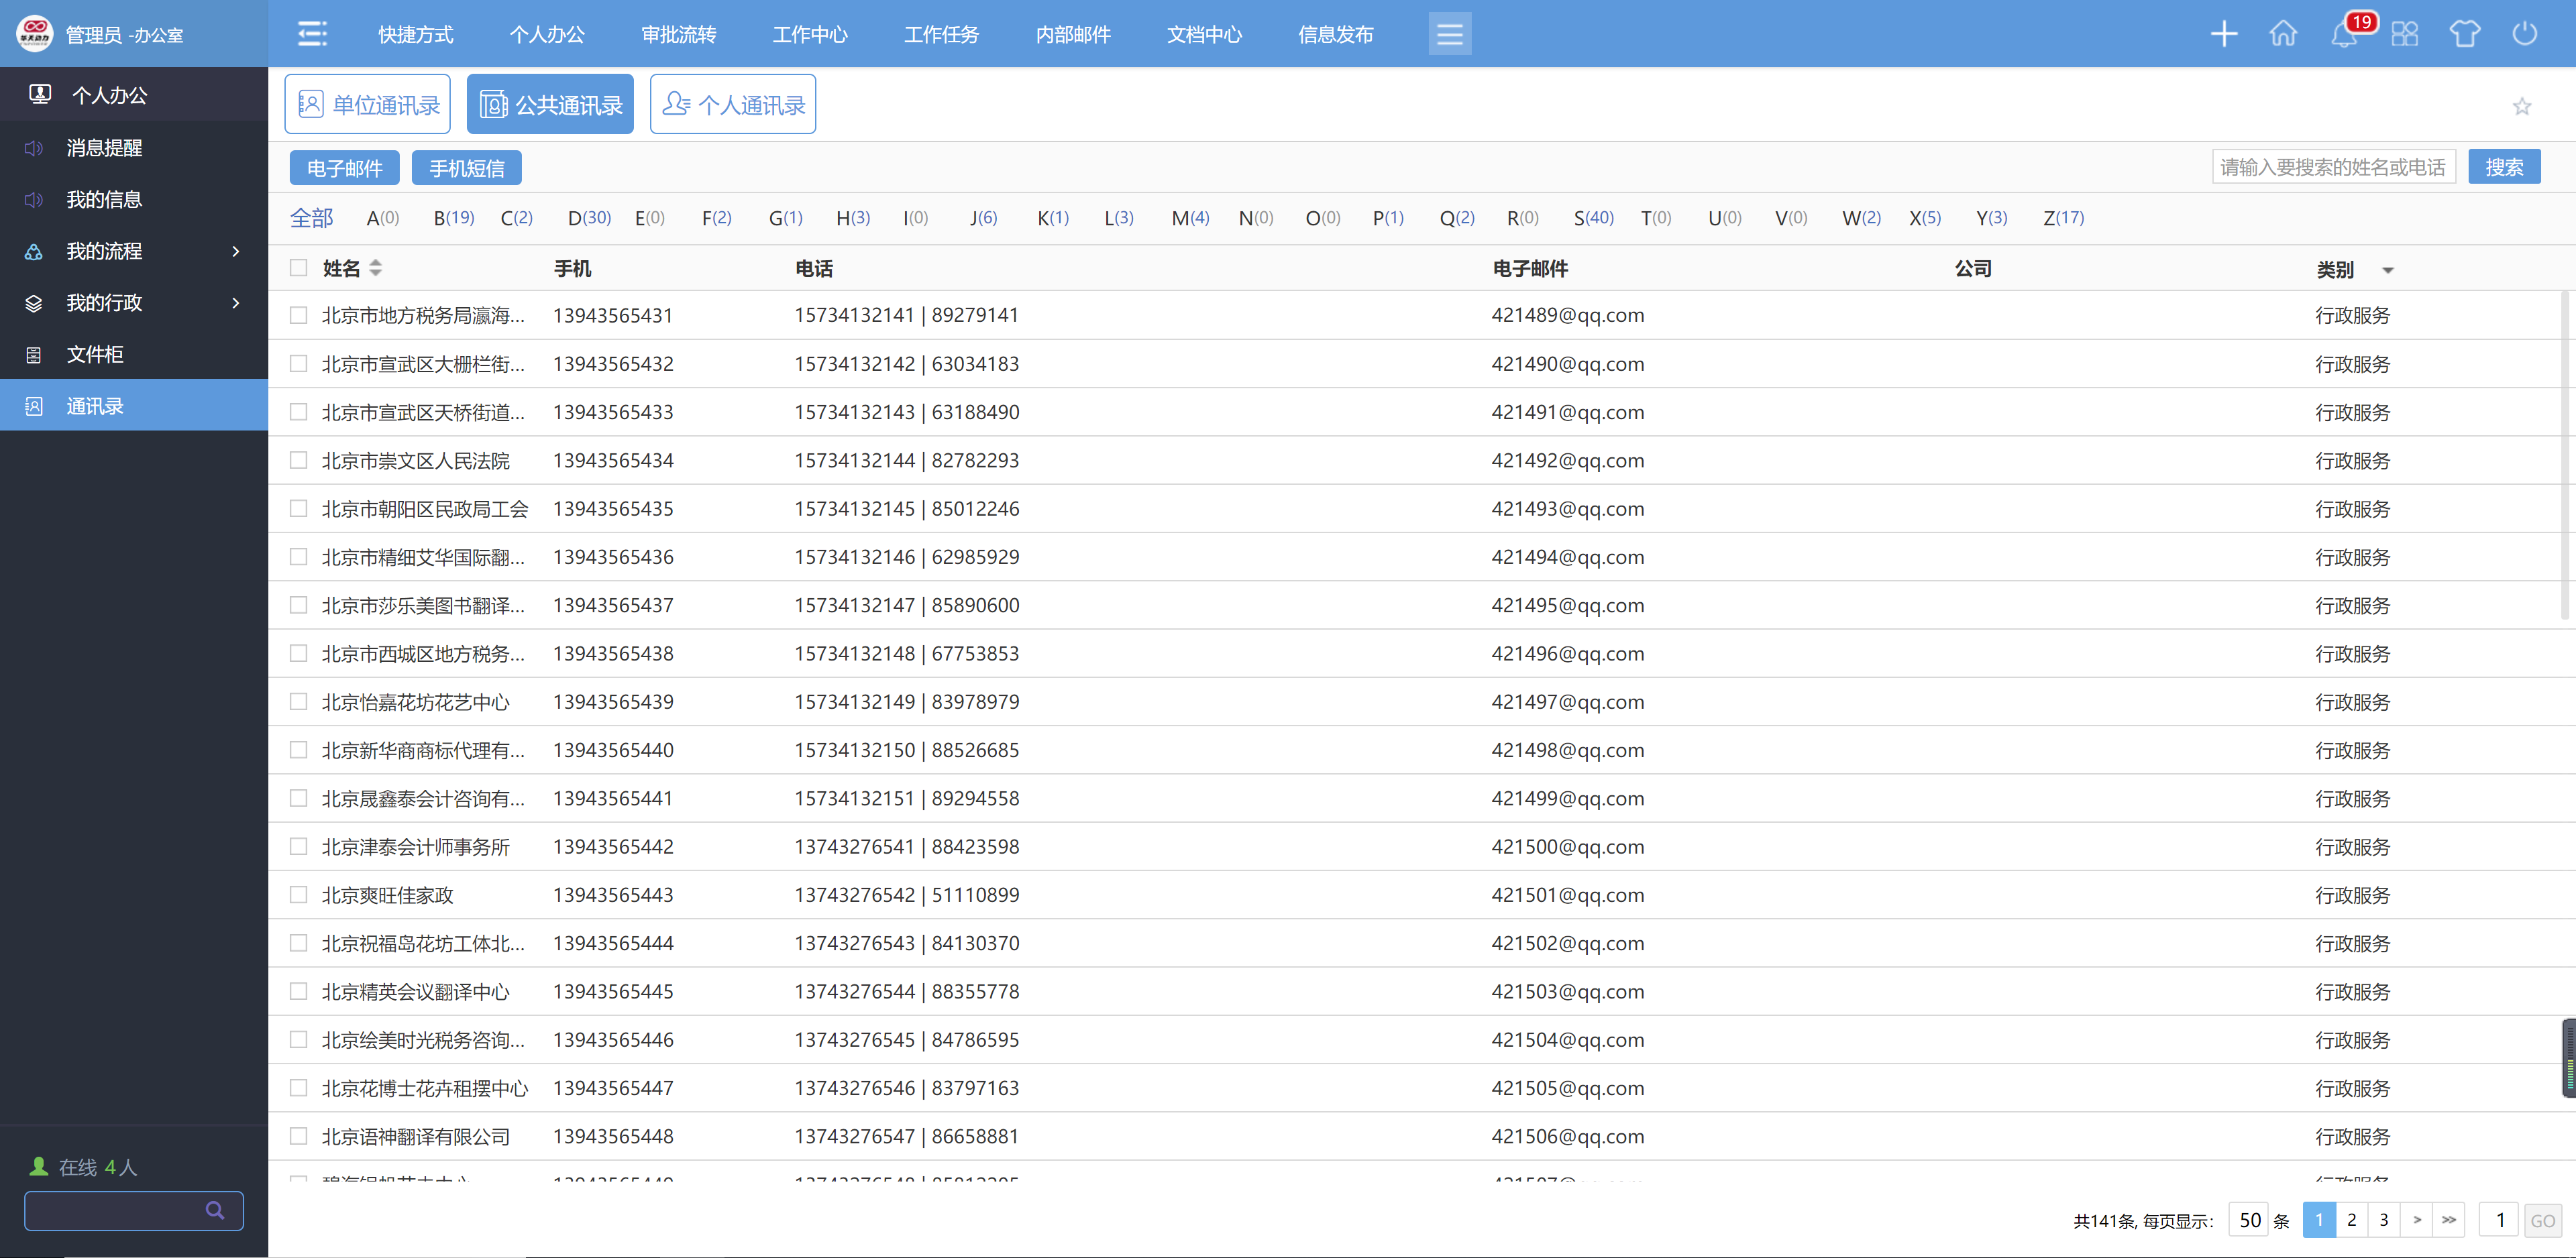 管理员 -办公室
快捷方式 个人办公 审批流转 工作中心 工作任务 内部邮件 文档中心 信息发布
19
个人办公
消息提醒
我的信息
我的流程
我的行政
文件柜
通讯录
在线 4人
单位通讯录 公共通讯录 个人通讯录
电子邮件 手机短信 请输入要搜索的姓名或电话 搜索
全部 A(0) B(19) C(2) D(30) E(0) F(2) G(1) H(3) I(0) J(6) K(1) L(3) M(4) N(0) O(0) P(1) Q(2) R(0) S(40) T(0) U(0) V(0) W(2) X(5) Y(3) Z(17)
姓名 手机 电话 电子邮件 公司 类别
北京市地方税务局瀛海... 13943565431 15734132141 | 89279141 421489@qq.com 行政服务
北京市宣武区大栅栏街... 13943565432 15734132142 | 63034183 421490@qq.com 行政服务
北京市宣武区天桥街道... 13943565433 15734132143 | 63188490 421491@qq.com 行政服务
北京市崇文区人民法院 13943565434 15734132144 | 82782293 421492@qq.com 行政服务
北京市朝阳区民政局工会 13943565435 15734132145 | 85012246 421493@qq.com 行政服务
北京市精细艾华国际翻... 13943565436 15734132146 | 62985929 421494@qq.com 行政服务
北京市莎乐美图书翻译... 13943565437 15734132147 | 85890600 421495@qq.com 行政服务
北京市西城区地方税务... 13943565438 15734132148 | 67753853 421496@qq.com 行政服务
北京怡嘉花坊花艺中心 13943565439 15734132149 | 83978979 421497@qq.com 行政服务
北京新华商商标代理有... 13943565440 15734132150 | 88526685 421498@qq.com 行政服务
北京晟鑫泰会计咨询有... 13943565441 15734132151 | 89294558 421499@qq.com 行政服务
北京津泰会计师事务所 13943565442 13743276541 | 88423598 421500@qq.com 行政服务
北京爽旺佳家政 13943565443 13743276542 | 51110899 421501@qq.com 行政服务
北京祝福岛花坊工体北... 13943565444 13743276543 | 84130370 421502@qq.com 行政服务
北京精英会议翻译中心 13943565445 13743276544 | 88355778 421503@qq.com 行政服务
北京绘美时光税务咨询... 13943565446 13743276545 | 84786595 421504@qq.com 行政服务
北京花博士花卉租摆中心 13943565447 13743276546 | 83797163 421505@qq.com 行政服务
北京语神翻译有限公司 13943565448 13743276547 | 86658881 421506@qq.com 行政服务
共141条, 每页显示: 50 条 1 2 3 > >> 1 GO